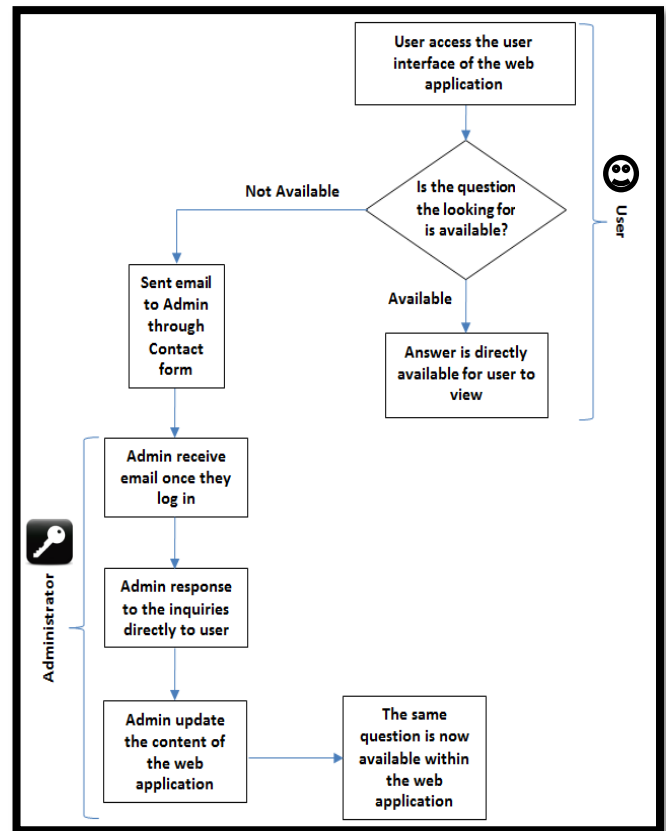 User access the user
interface of the web
application
Is the question
the looking for
is available?
User
Not Available
Available
Sent email
to Admin
through
Contact
form
Answer is directly
available for user to
view
Admin receive
email once they
log in
Administrator
Admin response
to the inquiries
directly to user
Admin update
the content of
the web
application
The same
question is now
available within
the web
application